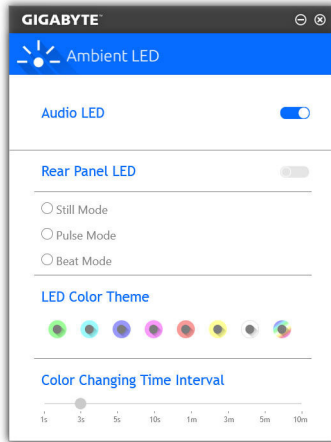 GIGABYTE™
Ambient LED
Audio LED
Rear Panel LED
Still Mode
Pulse Mode
Beat Mode
LED Color Theme
Color Changing Time Interval
1s 3s 5s 10s 1m 3m 5m 10m